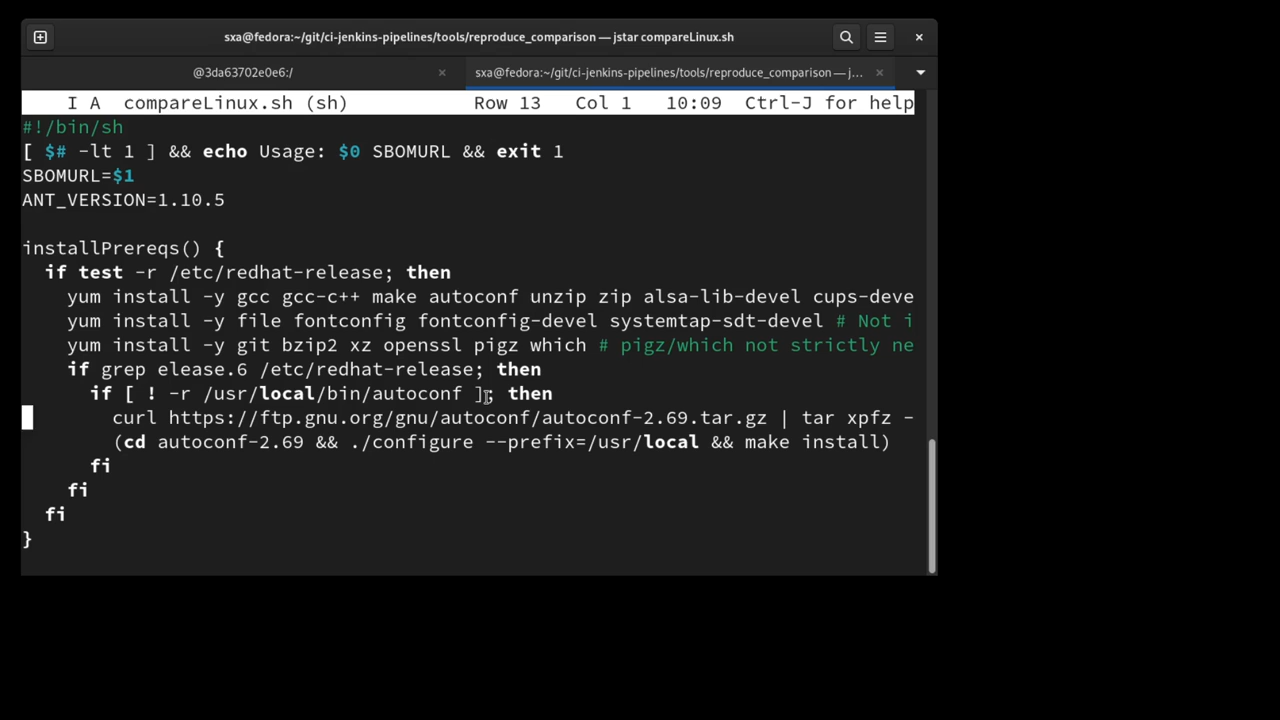 sxa@fedora:~/git/ci-jenkins-pipelines/tools/reproduce_comparison — jstar compareLinux.sh
@3da63702e0e6:/
sxa@fedora:~/git/ci-jenkins-pipelines/tools/reproduce_comparison — j…
I A compareLinux.sh (sh) Row 13 Col 1 10:09 Ctrl-J for help
#!/bin/sh
[ $# -lt 1 ] && echo Usage: $0 SBOMURL && exit 1
SBOMURL=$1
ANT_VERSION=1.10.5
installPrereqs() {
if test -r /etc/redhat-release; then
yum install -y gcc gcc-c++ make autoconf unzip zip alsa-lib-devel cups-deve
yum install -y file fontconfig fontconfig-devel systemtap-sdt-devel # Not i
yum install -y git bzip2 xz openssl pigz which # pigz/which not strictly ne
if grep elease.6 /etc/redhat-release; then
if [ ! -r /usr/local/bin/autoconf ]; then
curl https://ftp.gnu.org/gnu/autoconf/autoconf-2.69.tar.gz | tar xpfz -
(cd autoconf-2.69 && ./configure --prefix=/usr/local && make install)
fi
fi
fi
}